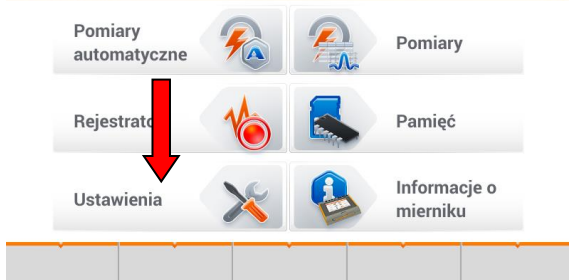 Pomiary
automatyczne
Pomiary
Rejestrato
Pamięć
Ustawienia
Informacje o
mierniku